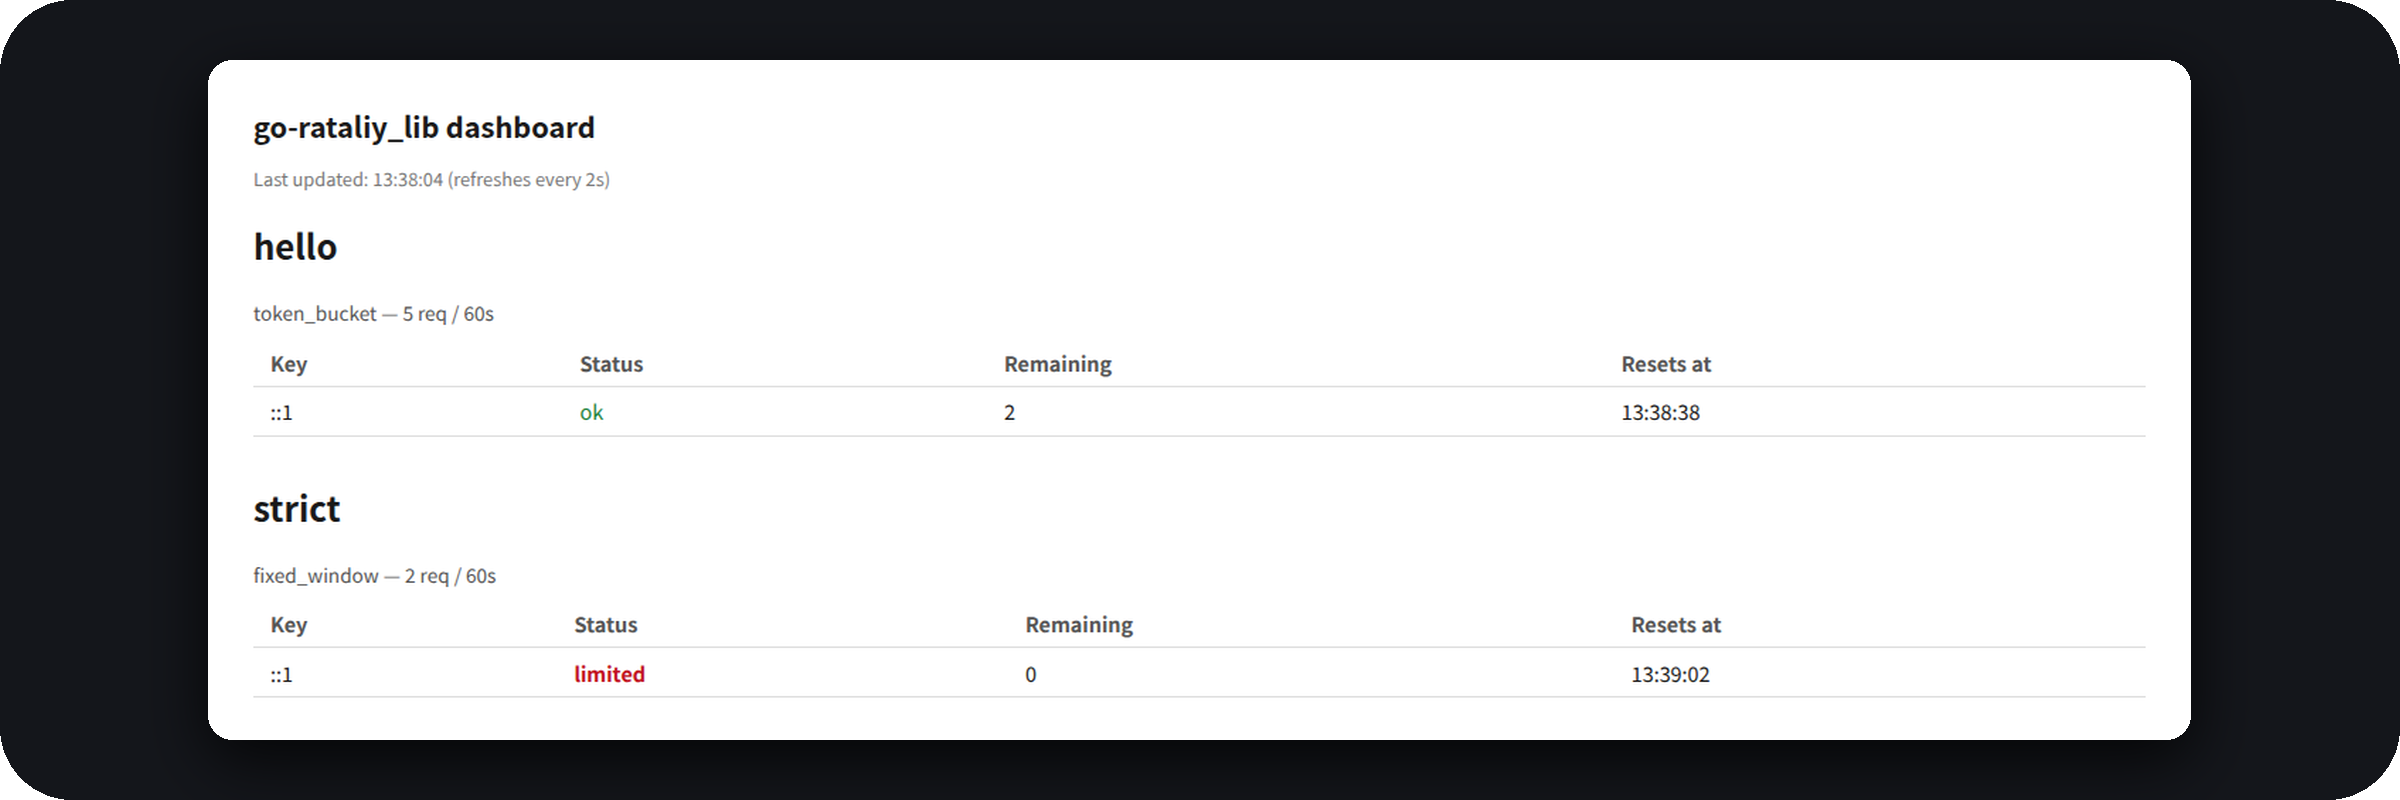 go-rataliy_lib dashboard
Last updated: 13:38:04 (refreshes every 2s)
hello
token_bucket — 5 req / 60s
Key Status Remaining Resets at
::1 ok 2 13:38:38
strict
fixed_window — 2 req / 60s
Key Status Remaining Resets at
::1 limited 0 13:39:02